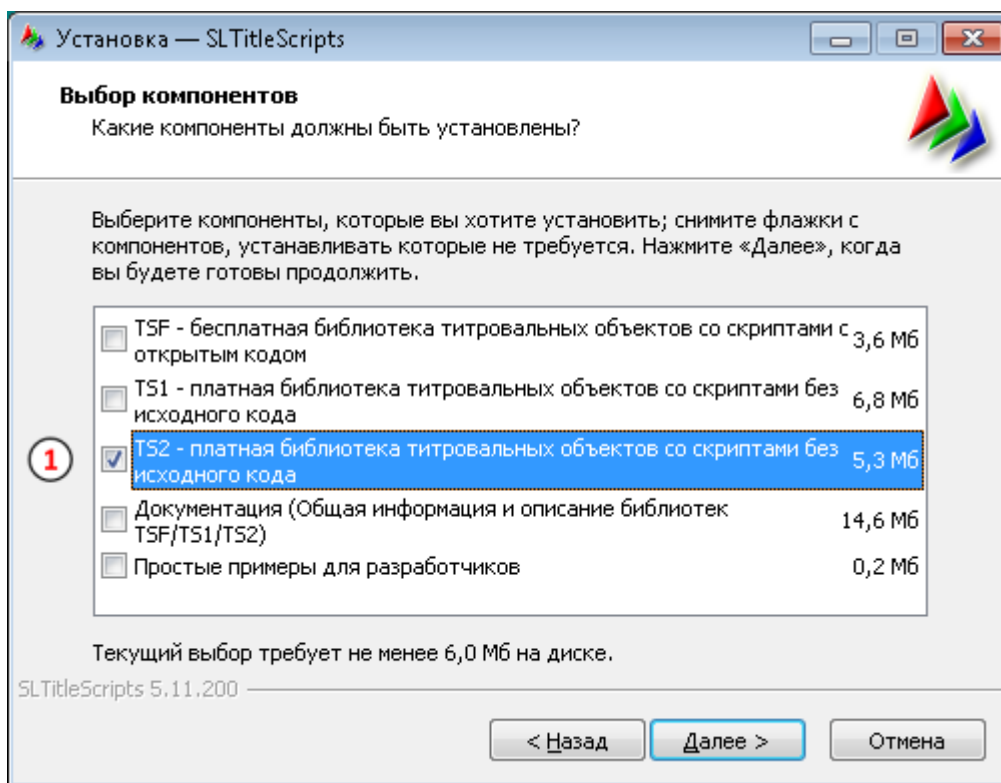 Установка — SLTitleScripts
Выбор компонентов
Какие компоненты должны быть установлены?
Выберите компоненты, которые вы хотите установить; снимите флажки с
компонентов, устанавливать которые не требуется. Нажмите «Далее», когда
вы будете готовы продолжить.
TSF - бесплатная библиотека титровальных объектов со скриптами с
открытым кодом
3,6 Мб
TS1 - платная библиотека титровальных объектов со скриптами без
исходного кода
6,8 Мб
1
TS2 - платная библиотека титровальных объектов со скриптами без
исходного кода
5,3 Мб
Документация (Общая информация и описание библиотек
TSF/TS1/TS2)
14,6 Мб
Простые примеры для разработчиков 0,2 Мб
Текущий выбор требует не менее 6,0 Мб на диске.
SLTitleScripts 5.11.200
< Назад Далее > Отмена